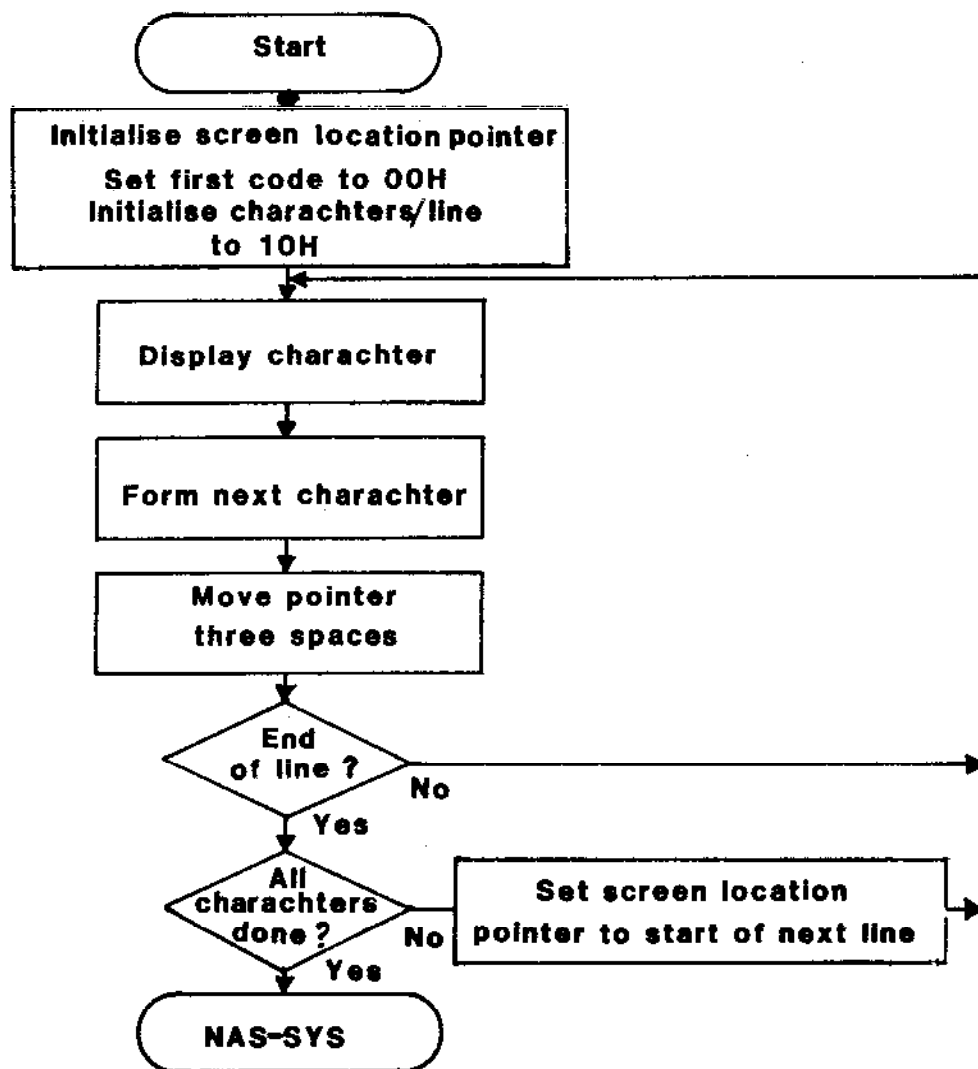 Start
Initialise screen location pointer
Set first code to 00H
Initialise charachters/line
to 10H
Display charachter
Form next charachter
Move pointer
three spaces
End
of line ?
No
Yes
All
charachters
done ?
No
Set screen location
pointer to start of next line
Yes
NAS-SYS